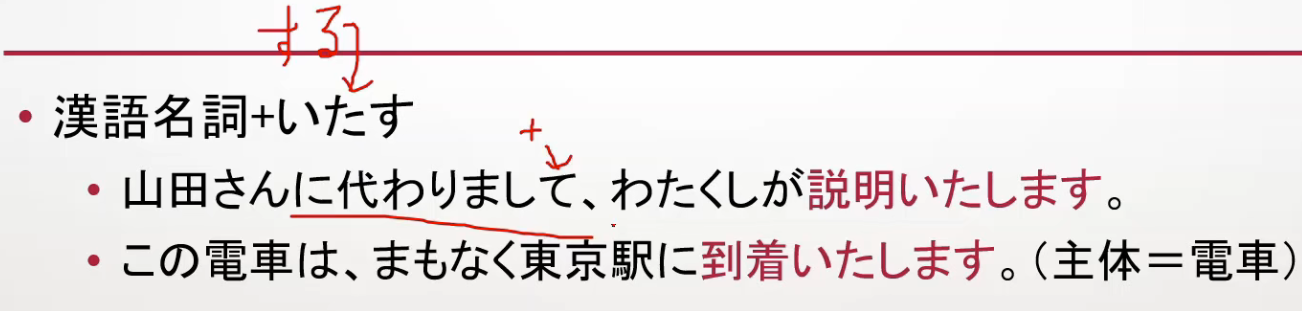 する
• 漢語名詞+いたす
+
• 山田さんに代わりまして、わたくしが説明いたします。
• この電車は、まもなく東京駅に到着いたします。（主体＝電車）